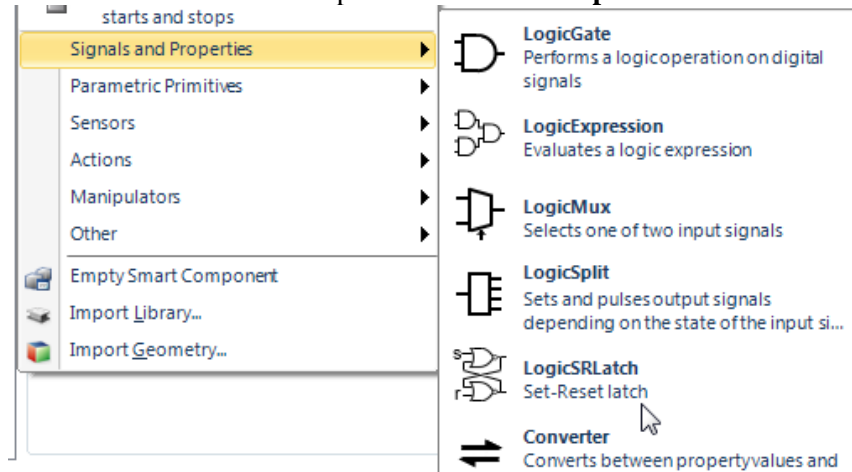 starts and stops
Signals and Properties
Parametric Primitives
Sensors
Actions
Manipulators
Other
Empty Smart Component
Import Library...
Import Geometry...
LogicGate
Performs a logic operation on digital
signals
LogicExpression
Evaluates a logic expression
LogicMux
Selects one of two input signals
LogicSplit
Sets and pulses output signals
depending on the state of the input si...
s
r
LogicSRLatch
Set-Reset latch
Converter
Converts between propertyvalues and